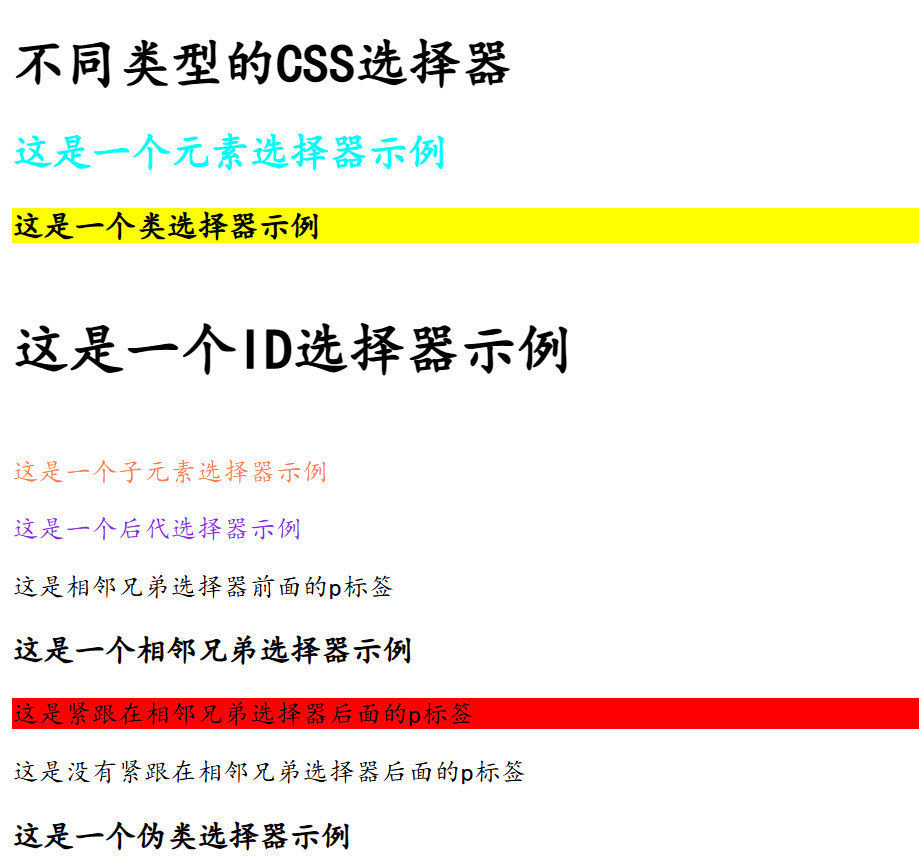 不同类型的CSS选择器
这是一个元素选择器示例
这是一个类选择器示例
这是一个ID选择器示例
这是一个子元素选择器示例
这是一个后代选择器示例
这是相邻兄弟选择器前面的p标签
这是一个相邻兄弟选择器示例
这是紧跟在相邻兄弟选择器后面的p标签
这是没有紧跟在相邻兄弟选择器后面的p标签
这是一个伪类选择器示例